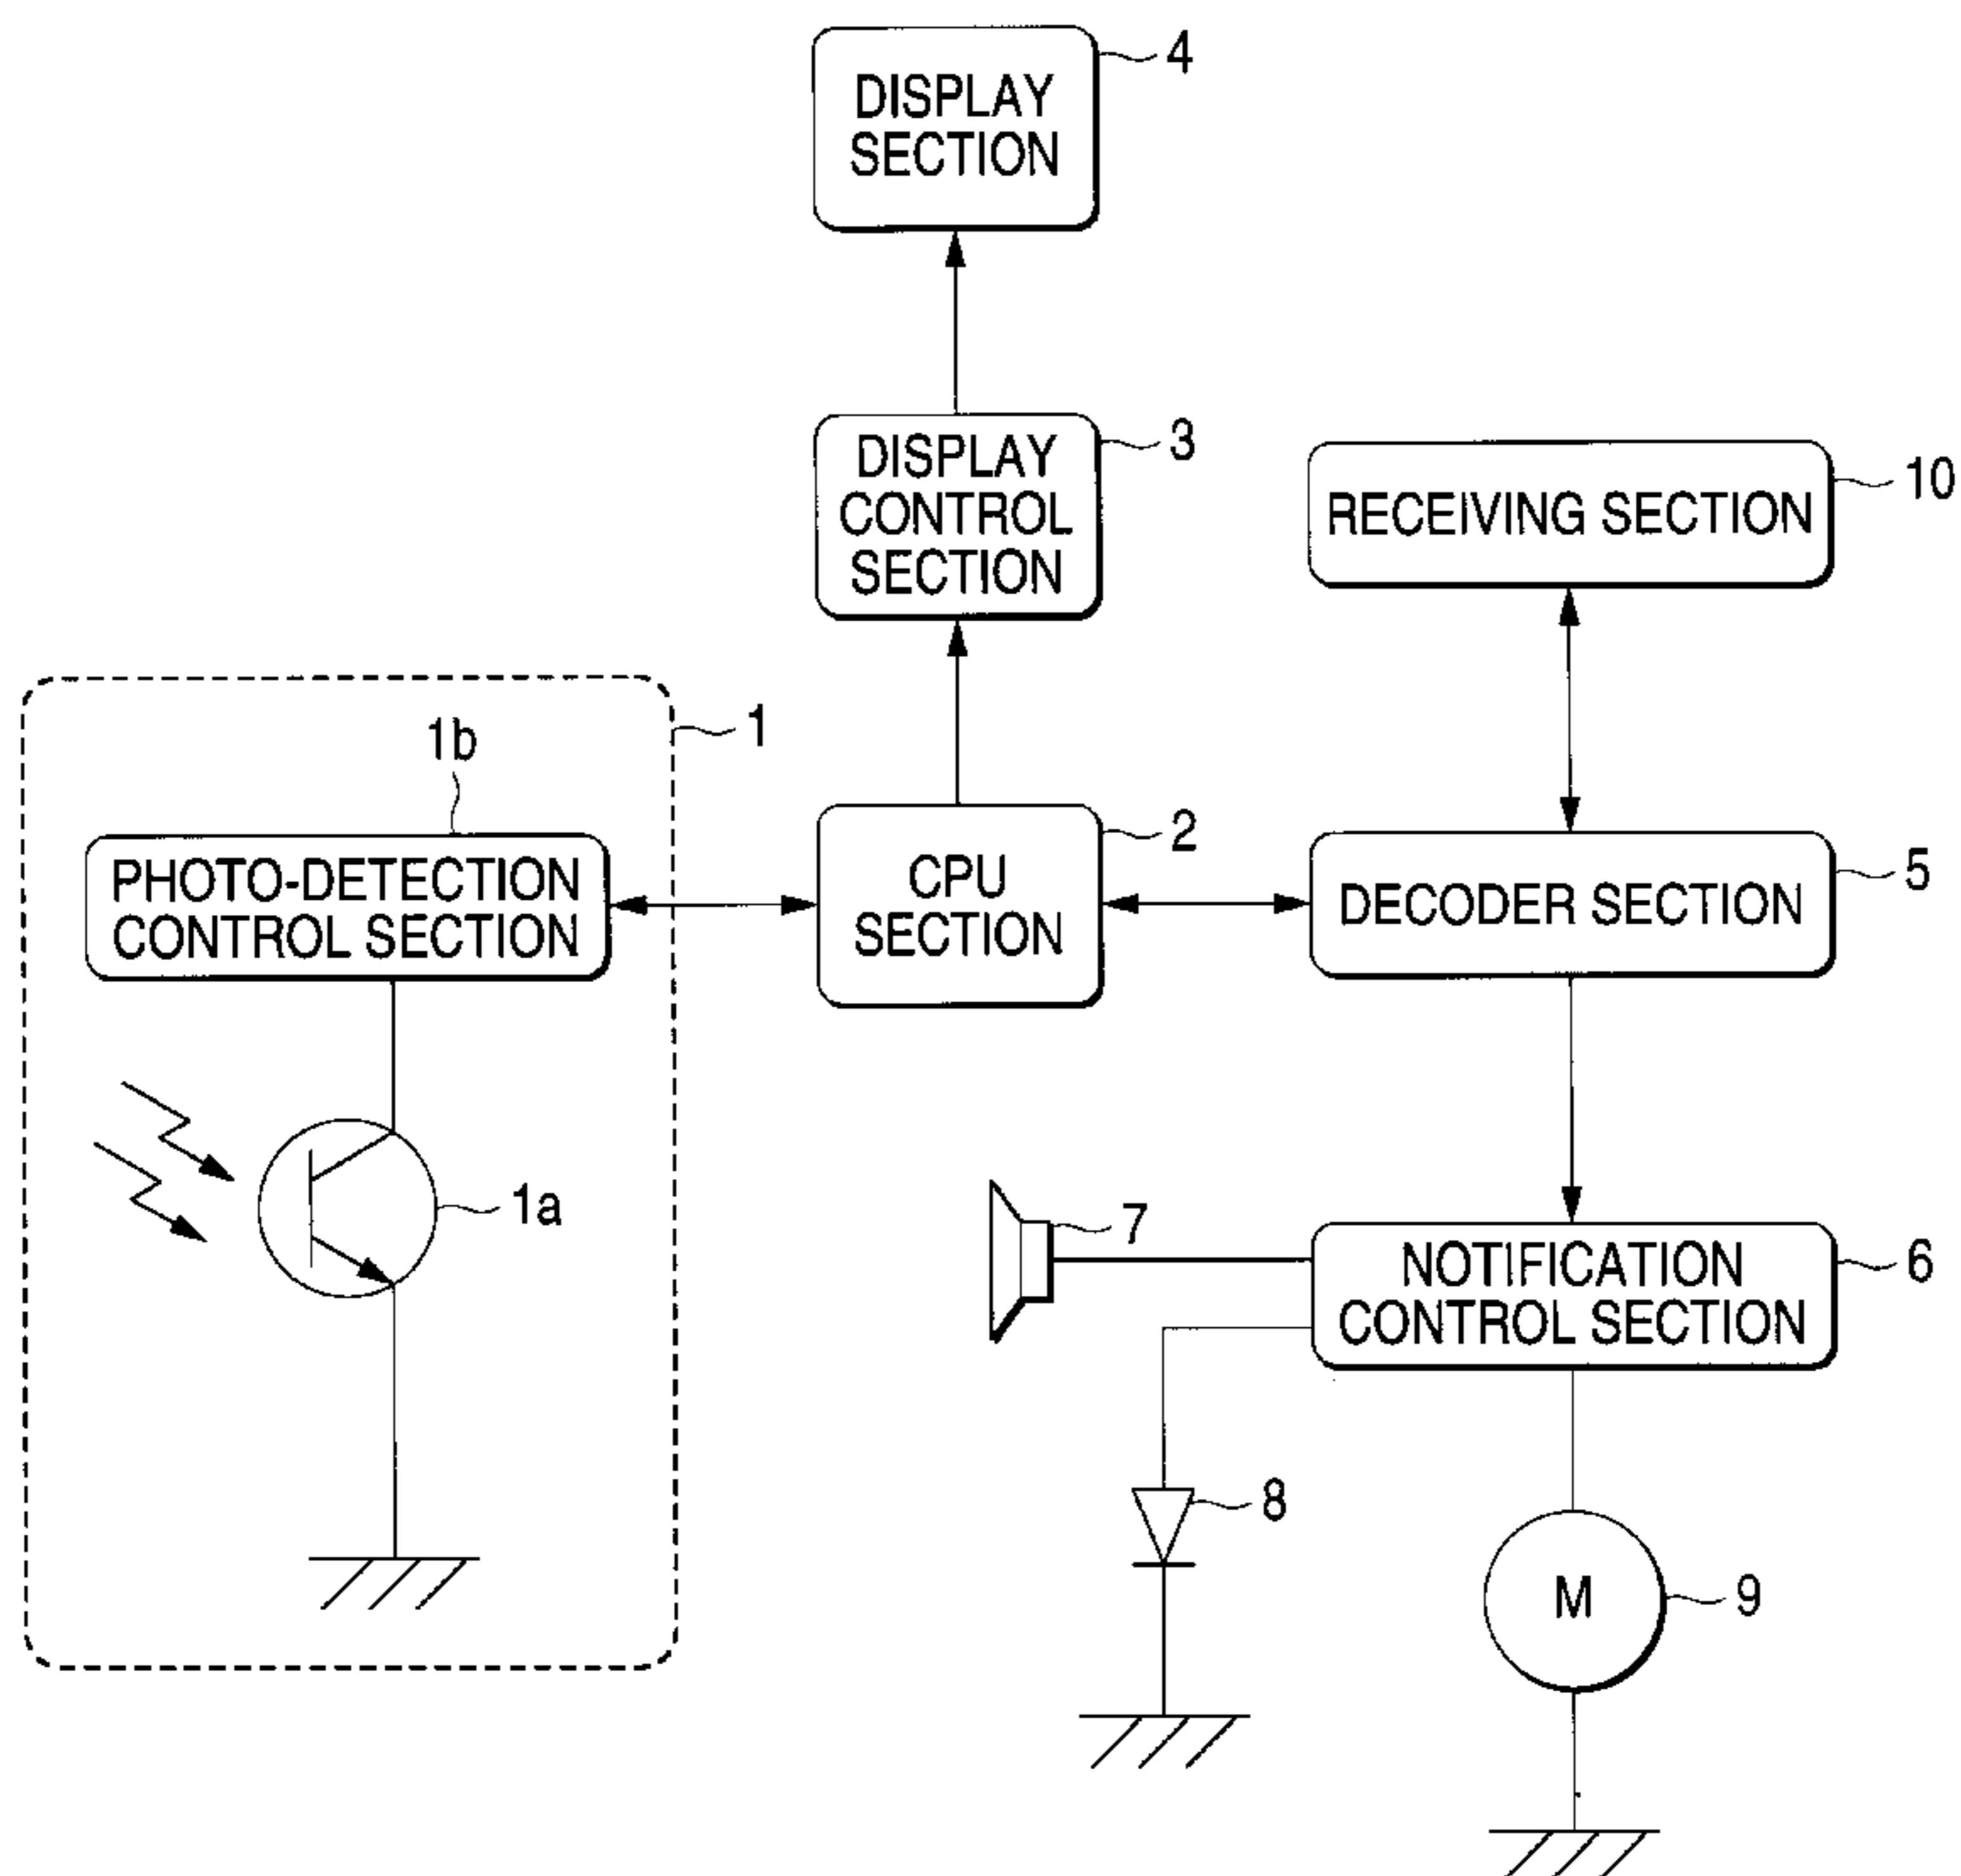 4
DISPLAY
SECTION
3
DISPLAY
CONTROL
SECTION
10
RECEIVING SECTION
1
1b
PHOTO-DETECTION
CONTROL SECTION
2
CPU
SECTION
5
DECODER SECTION
1a
7
6
NOTIFICATION
CONTROL SECTION
8
M
9